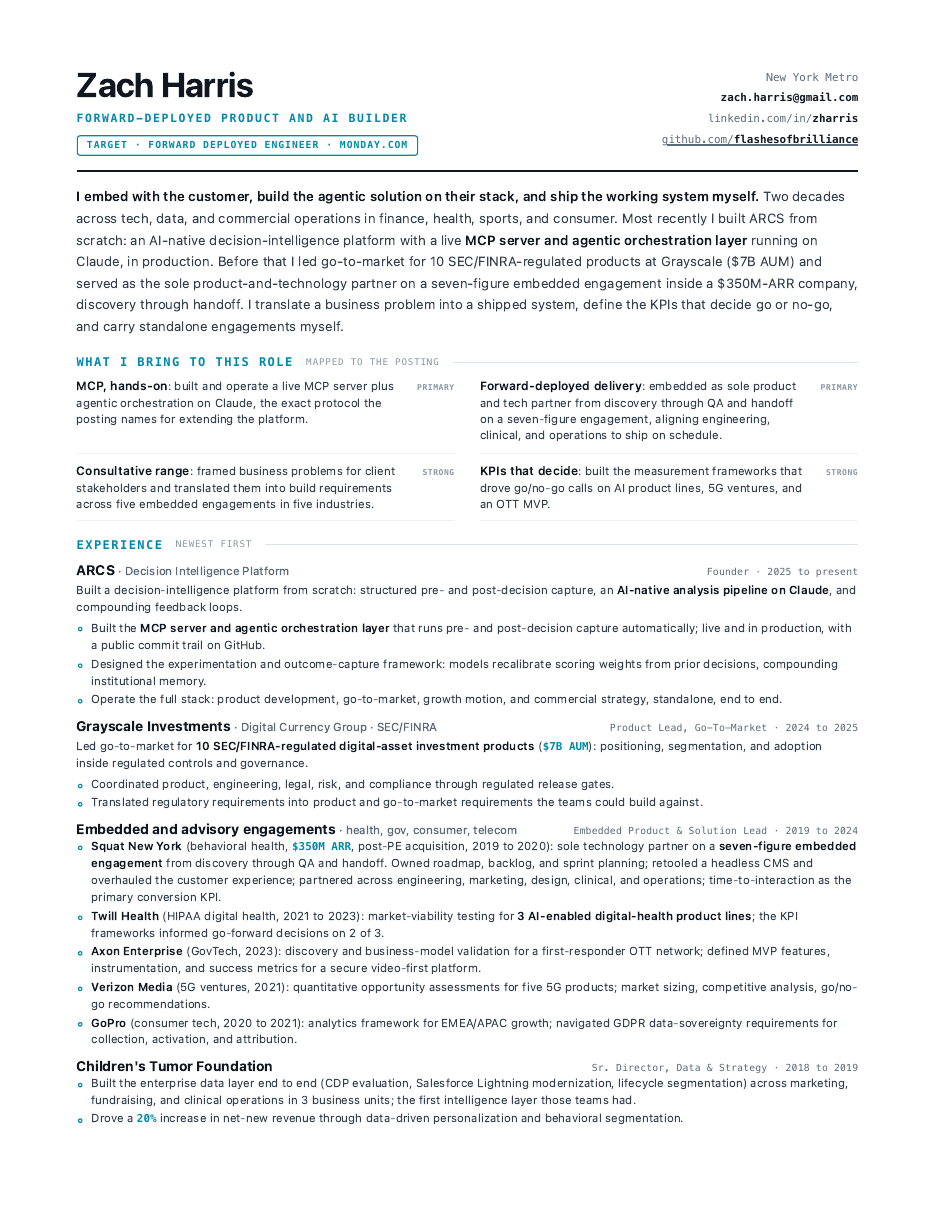 Zach Harris
FORWARD-DEPLOYED PRODUCT AND AI BUILDER
TARGET · FORWARD DEPLOYED ENGINEER · MONDAY.COM
New York Metro
zach.harris@gmail.com
linkedin.com/in/zharris
github.com/flashesofbrilliance
I embed with the customer, build the agentic solution on their stack, and ship the working system myself. Two decades
across tech, data, and commercial operations in finance, health, sports, and consumer. Most recently I built ARCS from
scratch: an AI-native decision-intelligence platform with a live MCP server and agentic orchestration layer running on
Claude, in production. Before that I led go-to-market for 10 SEC/FINRA-regulated products at Grayscale ($7B AUM) and
served as the sole product-and-technology partner on a seven-figure embedded engagement inside a $350M-ARR company,
discovery through handoff. I translate a business problem into a shipped system, define the KPIs that decide go or no-go,
and carry standalone engagements myself.
WHAT I BRING TO THIS ROLE MAPPED TO THE POSTING
MCP, hands-on: built and operate a live MCP server plus PRIMARY
agentic orchestration on Claude, the exact protocol the
posting names for extending the platform.
Forward-deployed delivery: embedded as sole product PRIMARY
and tech partner from discovery through QA and handoff
on a seven-figure engagement, aligning engineering,
clinical, and operations to ship on schedule.
Consultative range: framed business problems for client STRONG
stakeholders and translated them into build requirements
across five embedded engagements in five industries.
KPIs that decide: built the measurement frameworks that STRONG
drove go/no-go calls on AI product lines, 5G ventures, and
an OTT MVP.
EXPERIENCE NEWEST FIRST
ARCS · Decision Intelligence Platform Founder · 2025 to present
Built a decision-intelligence platform from scratch: structured pre- and post-decision capture, an AI-native analysis pipeline on Claude, and
compounding feedback loops.
Built the MCP server and agentic orchestration layer that runs pre- and post-decision capture automatically; live and in production, with
a public commit trail on GitHub.
Designed the experimentation and outcome-capture framework: models recalibrate scoring weights from prior decisions, compounding
institutional memory.
Operate the full stack: product development, go-to-market, growth motion, and commercial strategy, standalone, end to end.
Grayscale Investments · Digital Currency Group · SEC/FINRA Product Lead, Go-To-Market · 2024 to 2025
Led go-to-market for 10 SEC/FINRA-regulated digital-asset investment products ($7B AUM): positioning, segmentation, and adoption
inside regulated controls and governance.
Coordinated product, engineering, legal, risk, and compliance through regulated release gates.
Translated regulatory requirements into product and go-to-market requirements the teams could build against.
Embedded and advisory engagements · health, gov, consumer, telecom Embedded Product & Solution Lead · 2019 to 2024
Squat New York (behavioral health, $350M ARR, post-PE acquisition, 2019 to 2020): sole technology partner on a seven-figure embedded
engagement from discovery through QA and handoff. Owned roadmap, backlog, and sprint planning; retooled a headless CMS and
overhauled the customer experience; partnered across engineering, marketing, design, clinical, and operations; time-to-interaction as the
primary conversion KPI.
Twill Health (HIPAA digital health, 2021 to 2023): market-viability testing for 3 AI-enabled digital-health product lines; the KPI
frameworks informed go-forward decisions on 2 of 3.
Axon Enterprise (GovTech, 2023): discovery and business-model validation for a first-responder OTT network; defined MVP features,
instrumentation, and success metrics for a secure video-first platform.
Verizon Media (5G ventures, 2021): quantitative opportunity assessments for five 5G products; market sizing, competitive analysis, go/no-
go recommendations.
GoPro (consumer tech, 2020 to 2021): analytics framework for EMEA/APAC growth; navigated GDPR data-sovereignty requirements for
collection, activation, and attribution.
Children's Tumor Foundation Sr. Director, Data & Strategy · 2018 to 2019
Built the enterprise data layer end to end (CDP evaluation, Salesforce Lightning modernization, lifecycle segmentation) across marketing,
fundraising, and clinical operations in 3 business units; the first intelligence layer those teams had.
Drove a 20% increase in net-new revenue through data-driven personalization and behavioral segmentation.